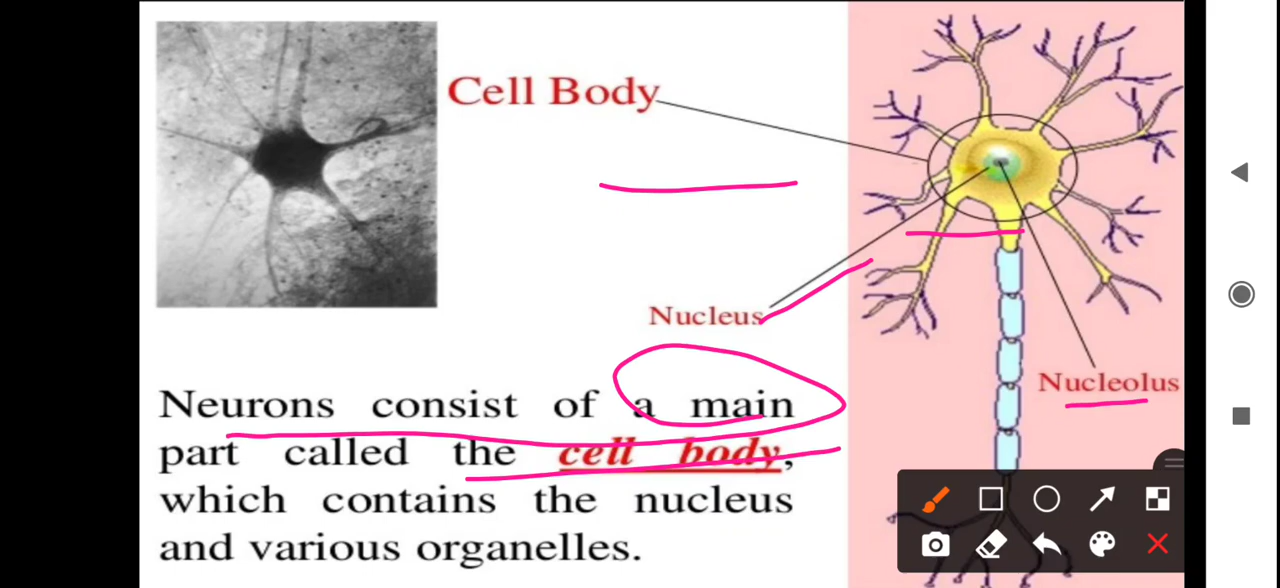 Cell Body
Nucleus
Nucleolus
Neurons consist of a main
part called the cell body,
which contains the nucleus
and various organelles.